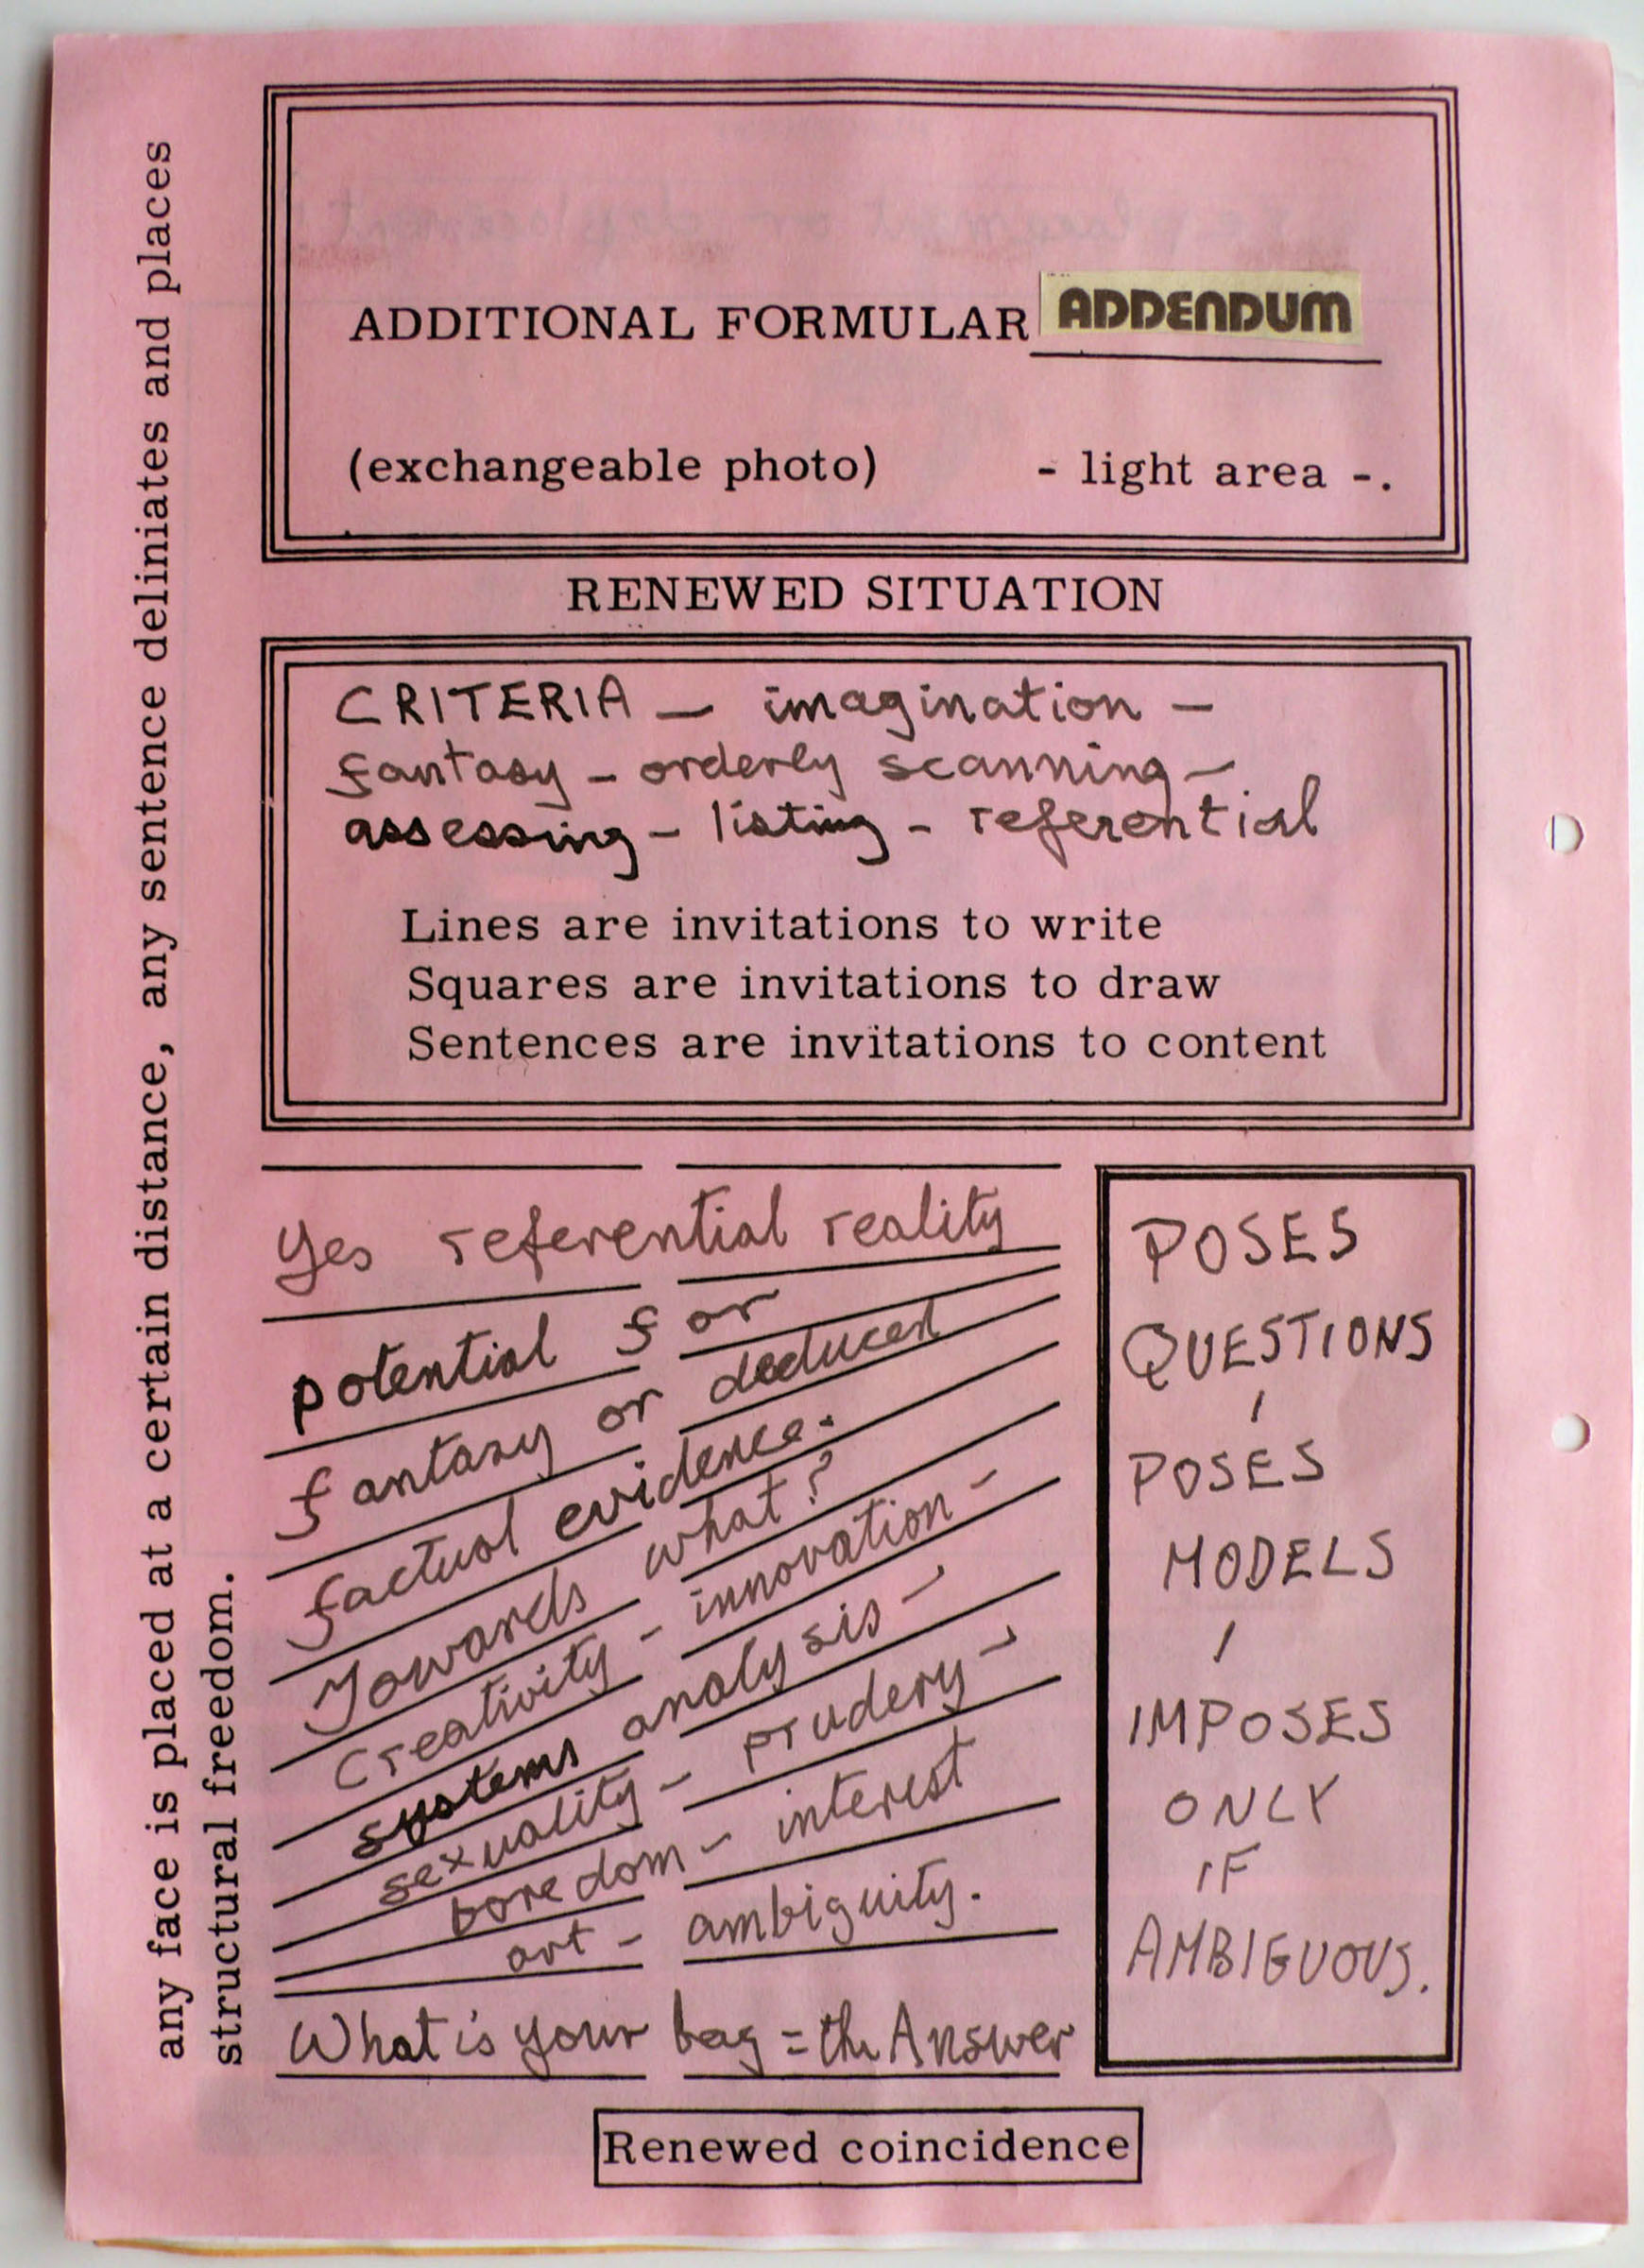 any face is placed at a certain distance, any sentence deliniates and places
structural freedom.
ADDITIONAL FORMULAR ADDENDUM
(exchangeable photo) - light area -.
RENEWED SITUATION
CRITERIA - imagination -
fantasy - orderly scanning -
assessing - listing - referential
Lines are invitations to write
Squares are invitations to draw
Sentences are invitations to content
Yes referential reality
potential for
fantasy or deduced
factual evidence.
Towards what?
Creativity - innovation -
systems analysis -
sexuality - prudery -
boredom - interest
art - ambiguity.
What is your bag = the Answer
POSES
QUESTIONS
/
POSES
MODELS
/
IMPOSES
ONLY
IF
AMBIGUOUS.
Renewed coincidence